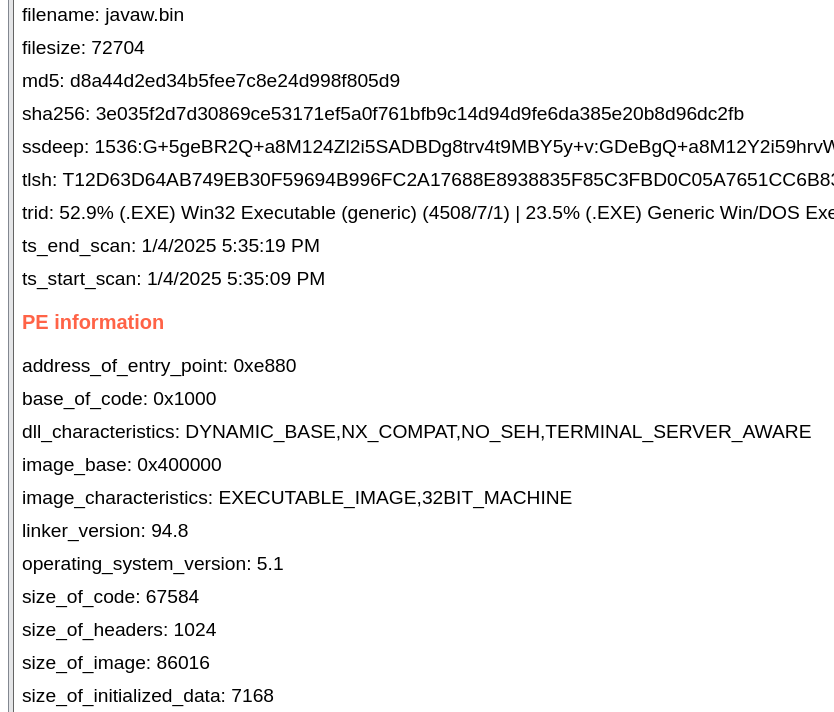 filename: javaw.bin
filesize: 72704
md5: d8a44d2ed34b5fee7c8e24d998f805d9
sha256: 3e035f2d7d30869ce53171ef5a0f761bfb9c14d94d9fe6da385e20b8d96dc2fb
ssdeep: 1536:G+5geBR2Q+a8M124Zl2i5SADBDg8trv4t9MBY5y+v:GDeBgQ+a8M12Y2i59hrvW
tlsh: T12D63D64AB749EB30F59694B996FC2A17688E8938835F85C3FBD0C05A7651CC6B83
trid: 52.9% (.EXE) Win32 Executable (generic) (4508/7/1) | 23.5% (.EXE) Generic Win/DOS Exe
ts_end_scan: 1/4/2025 5:35:19 PM
ts_start_scan: 1/4/2025 5:35:09 PM
PE information
address_of_entry_point: 0xe880
base_of_code: 0x1000
dll_characteristics: DYNAMIC_BASE,NX_COMPAT,NO_SEH,TERMINAL_SERVER_AWARE
image_base: 0x400000
image_characteristics: EXECUTABLE_IMAGE,32BIT_MACHINE
linker_version: 94.8
operating_system_version: 5.1
size_of_code: 67584
size_of_headers: 1024
size_of_image: 86016
size_of_initialized_data: 7168